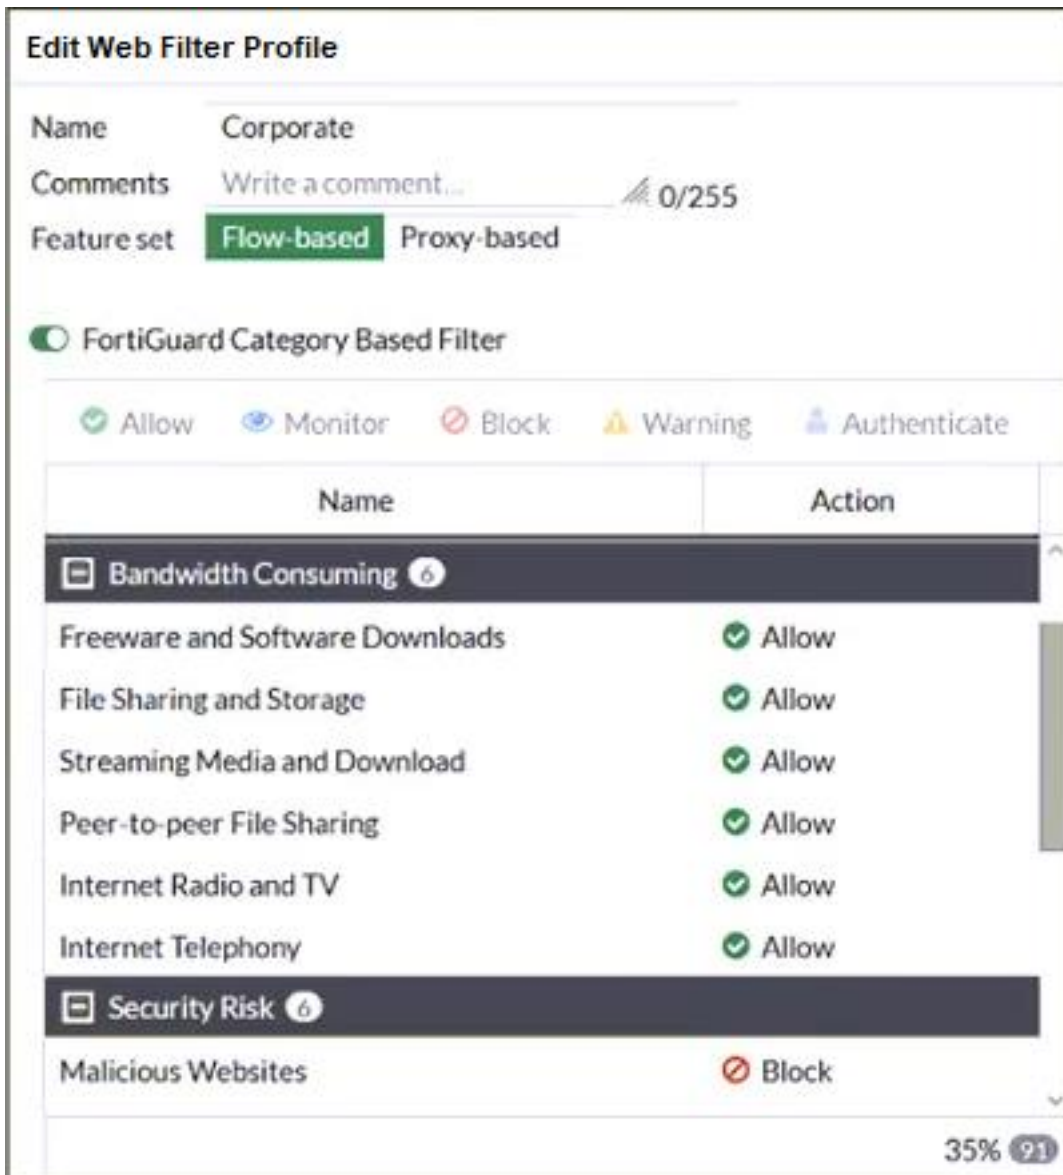 Edit Web Filter Profile
Name Corporate
Comments Write a comment... 0/255
Feature set Flow-based Proxy-based
FortiGuard Category Based Filter
Allow Monitor Block Warning Authenticate
Name Action
Bandwidth Consuming 6
Freeware and Software Downloads Allow
File Sharing and Storage Allow
Streaming Media and Download Allow
Peer-to-peer File Sharing Allow
Internet Radio and TV Allow
Internet Telephony Allow
Security Risk 6
Malicious Websites Block
35% 91